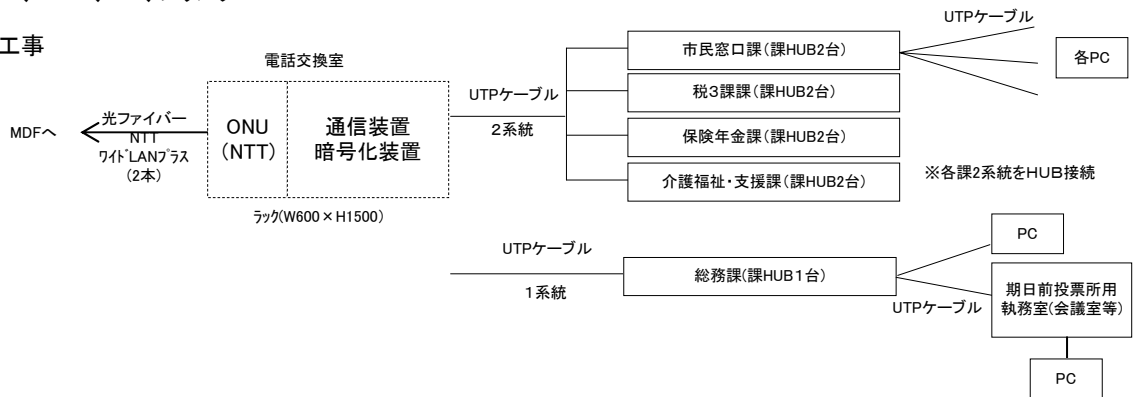 工事
電話交換室
MDFへ
光ファイバー
NTT
ワイドLANプラス
(2本)
ONU
(NTT)
通信装置
暗号化装置
ラック(W600×H1500)
UTPケーブル
2系統
市民窓口課(課HUB2台)
税3課課(課HUB2台)
保険年金課(課HUB2台)
介護福祉・支援課(課HUB2台)
UTPケーブル
各PC
※各課2系統をHUB接続
UTPケーブル
1系統
総務課(課HUB1台)
PC
UTPケーブル
期日前投票所用
執務室(会議室等)
PC